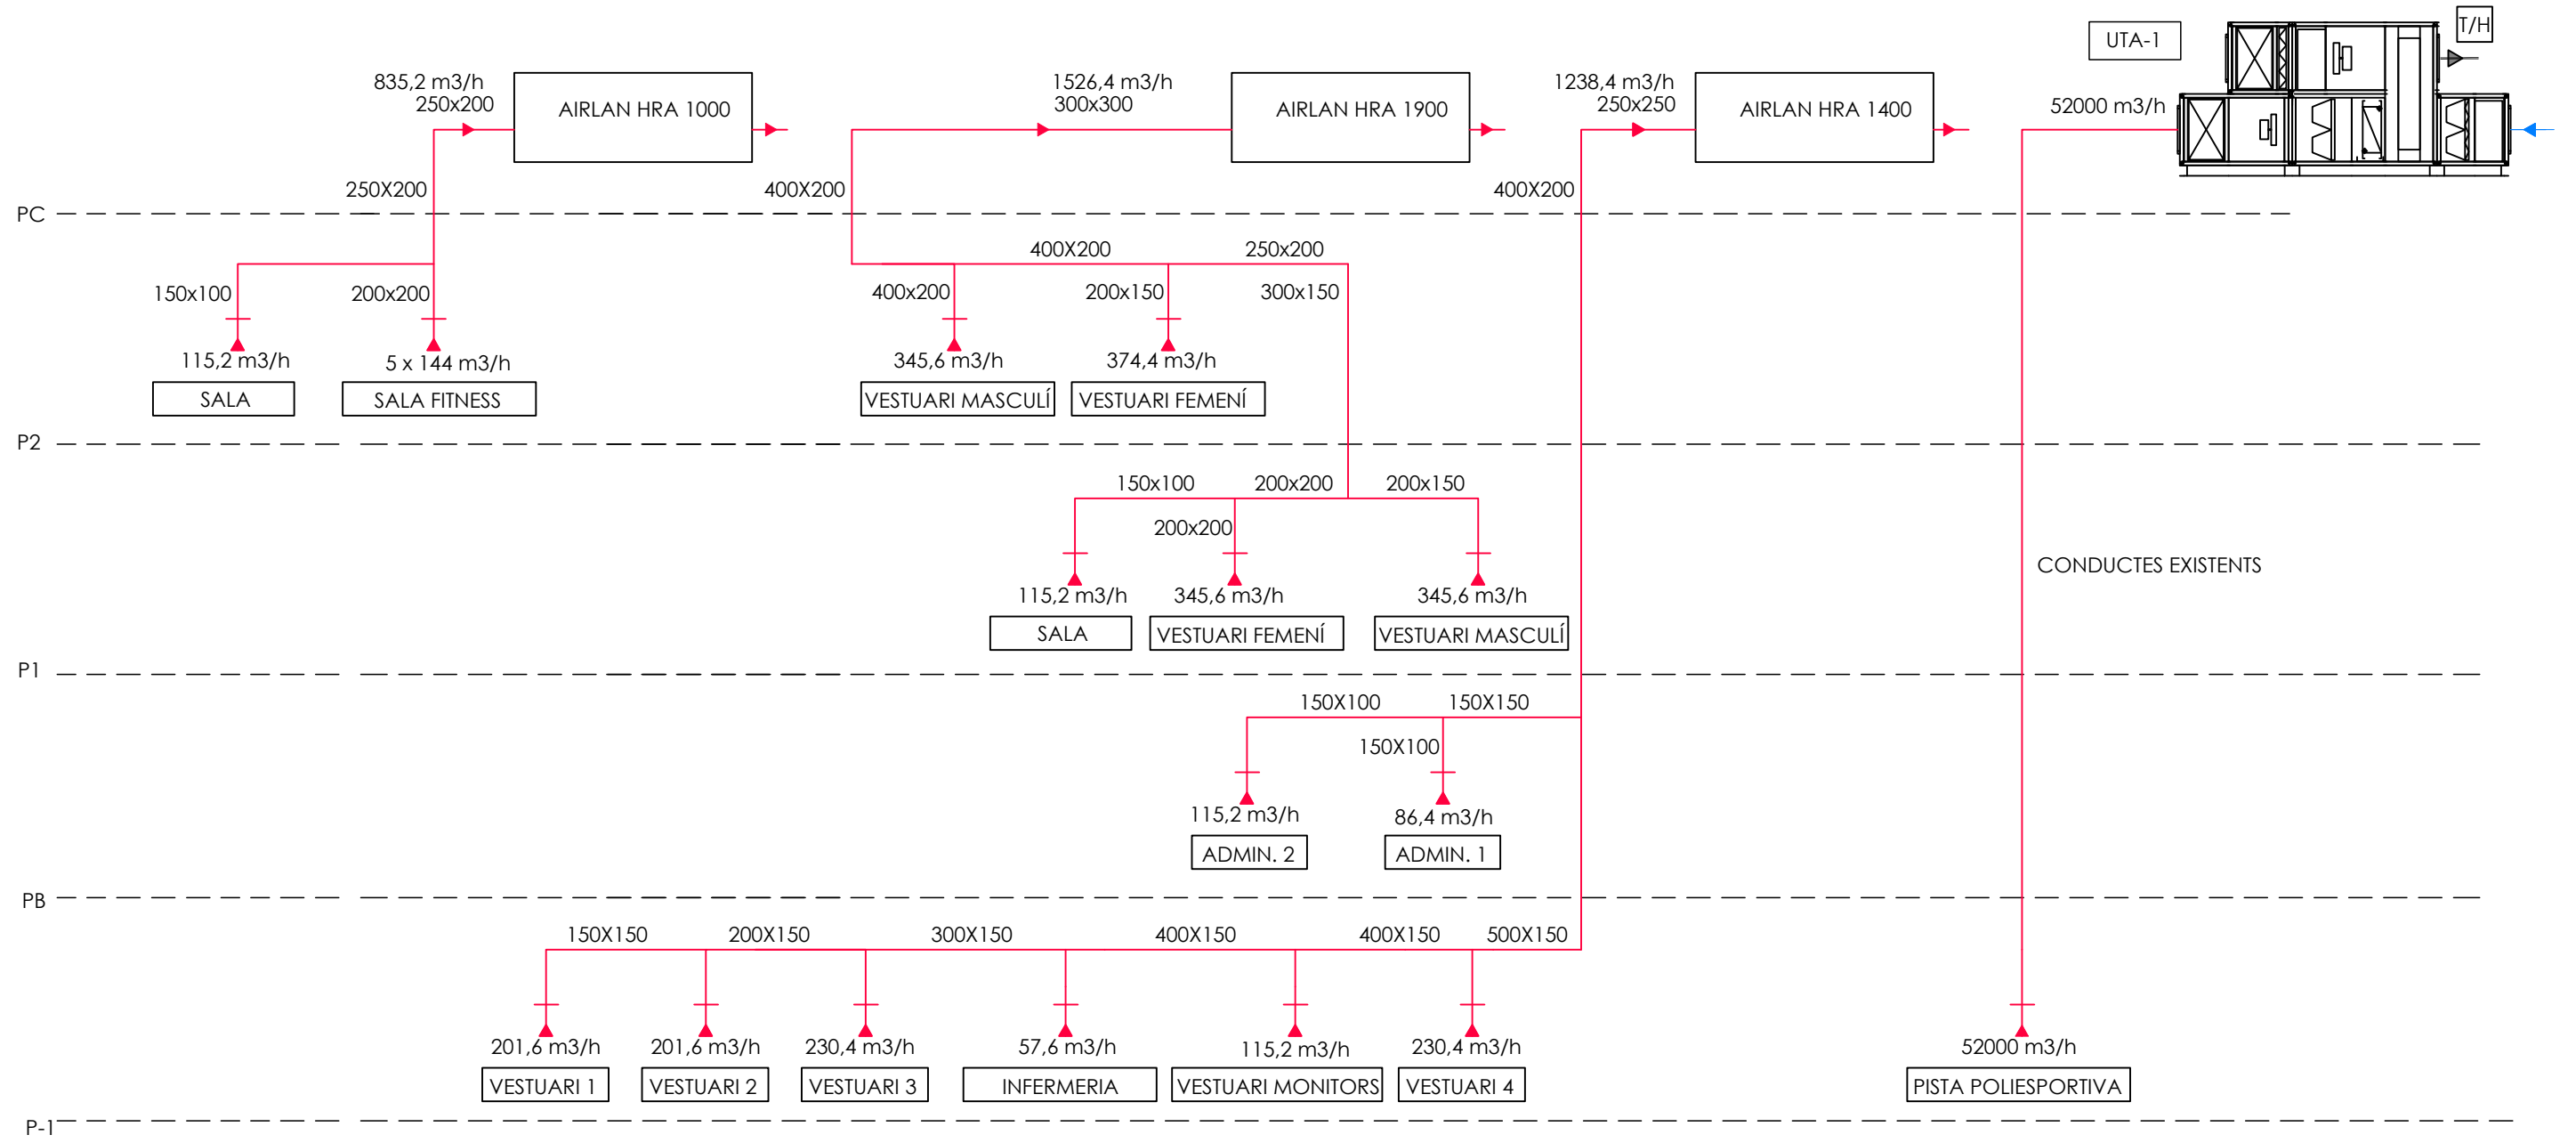 T/H
UTA-1
835,2 m3/h
250x200
AIRLAN HRA 1000
1526,4 m3/h
300x300
AIRLAN HRA 1900
1238,4 m3/h
250x250
AIRLAN HRA 1400
52000 m3/h
250X200
400X200
400X200
PC
400X200
250x200
150x100
200x200
400x200
200x150
300x150
115,2 m3/h
5 x 144 m3/h
345,6 m3/h
374,4 m3/h
SALA
SALA FITNESS
VESTUARI MASCULÍ
VESTUARI FEMENÍ
P2
150x100
200x200
200x150
200x200
CONDUCTES EXISTENTS
115,2 m3/h
345,6 m3/h
345,6 m3/h
SALA
VESTUARI FEMENÍ
VESTUARI MASCULÍ
P1
150X100
150X150
150X100
115,2 m3/h
86,4 m3/h
ADMIN. 2
ADMIN. 1
PB
150X150
200X150
300X150
400X150
400X150
500X150
201,6 m3/h
201,6 m3/h
230,4 m3/h
57,6 m3/h
115,2 m3/h
230,4 m3/h
52000 m3/h
VESTUARI 1
VESTUARI 2
VESTUARI 3
INFERMERIA
VESTUARI MONITORS
VESTUARI 4
PISTA POLIESPORTIVA
P-1